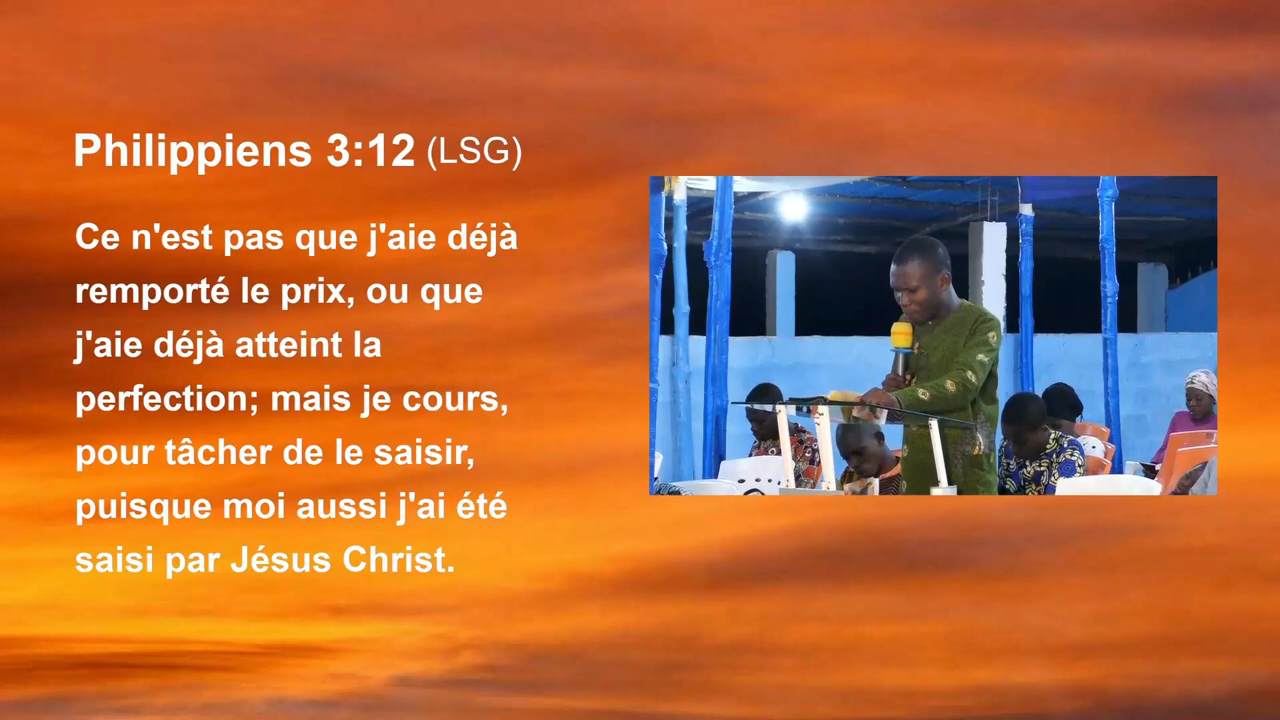 Philippiens 3:12 (LSG)
Ce n'est pas que j'aie déjà
remporté le prix, ou que
j'aie déjà atteint la
perfection; mais je cours,
pour tâcher de le saisir,
puisque moi aussi j'ai été
saisi par Jésus Christ.